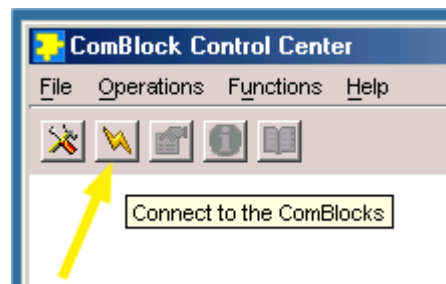 ComBlock Control Center
File Operations Functions Help
Connect to the ComBlocks